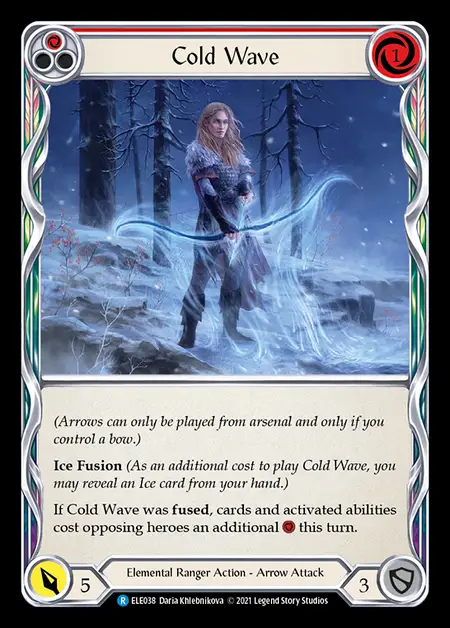 Cold Wave
1
(Arrows can only be played from arsenal and only if you
control a bow.)
Ice Fusion (As an additional cost to play Cold Wave, you
may reveal an Ice card from your hand.)
If Cold Wave was fused, cards and activated abilities
cost opposing heroes an additional this turn.
5
Elemental Ranger Action - Arrow Attack
3
R ELE038 Daria Khlebnikova © 2021 Legend Story Studios